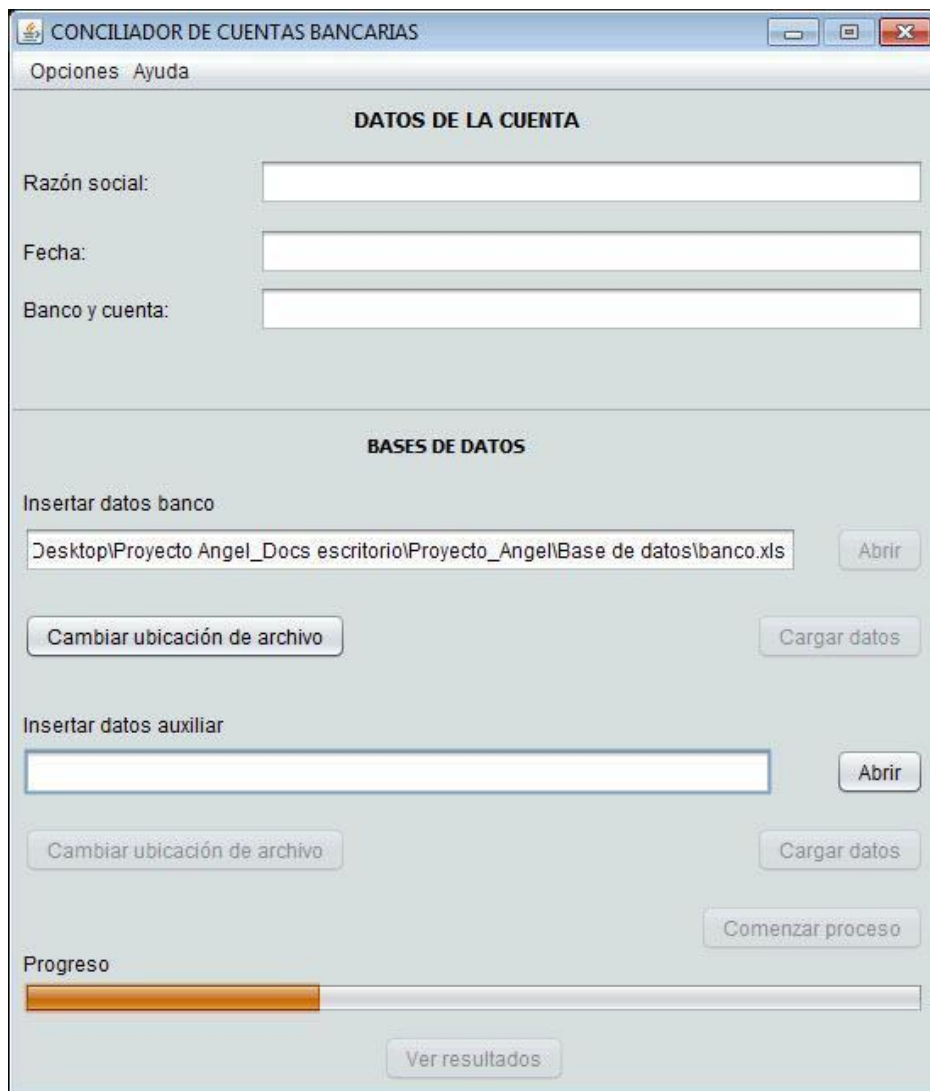 CONCILIADOR DE CUENTAS BANCARIAS
Opciones Ayuda
DATOS DE LA CUENTA
Razón social:
Fecha:
Banco y cuenta:
BASES DE DATOS
Insertar datos banco
Desktop\Proyecto Angel_Docs escritorio\Proyecto_Angel\Base de datos\banco.xls Abrir
Cambiar ubicación de archivo Cargar datos
Insertar datos auxiliar
Abrir
Cambiar ubicación de archivo Cargar datos
Comenzar proceso
Progreso
Ver resultados